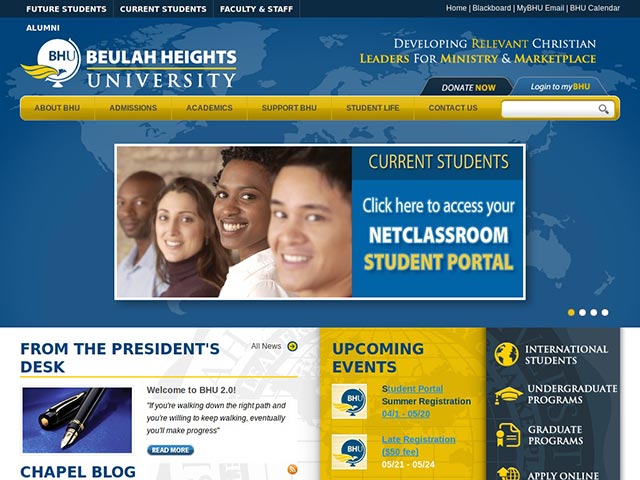 FUTURE STUDENTS
CURRENT STUDENTS
FACULTY & STAFF
Home | Blackboard | MyBHU Email | BHU Calendar
ALUMNI
BHU
BEULAH HEIGHTS
UNIVERSITY
DEVELOPING RELEVANT CHRISTIAN
LEADERS FOR MINISTRY & MARKETPLACE
DONATE NOW
Login to myBHU
ABOUT BHU
ADMISSIONS
ACADEMICS
SUPPORT BHU
STUDENT LIFE
CONTACT US
CURRENT STUDENTS
Click here to access your
NETCLASSROOM
STUDENT PORTAL
FROM THE PRESIDENT'S
DESK
All News
Welcome to BHU 2.0!
"If you're walking down the right path and
you're willing to keep walking, eventually
you'll make progress"
READ MORE
CHAPEL BLOG
UPCOMING
EVENTS
BHU
Student Portal
Summer Registration
04/1 - 05/20
BHU
Late Registration
($50 fee)
05/21 - 05/24
INTERNATIONAL
STUDENTS
UNDERGRADUATE
PROGRAMS
GRADUATE
PROGRAMS
APPLY ONLINE